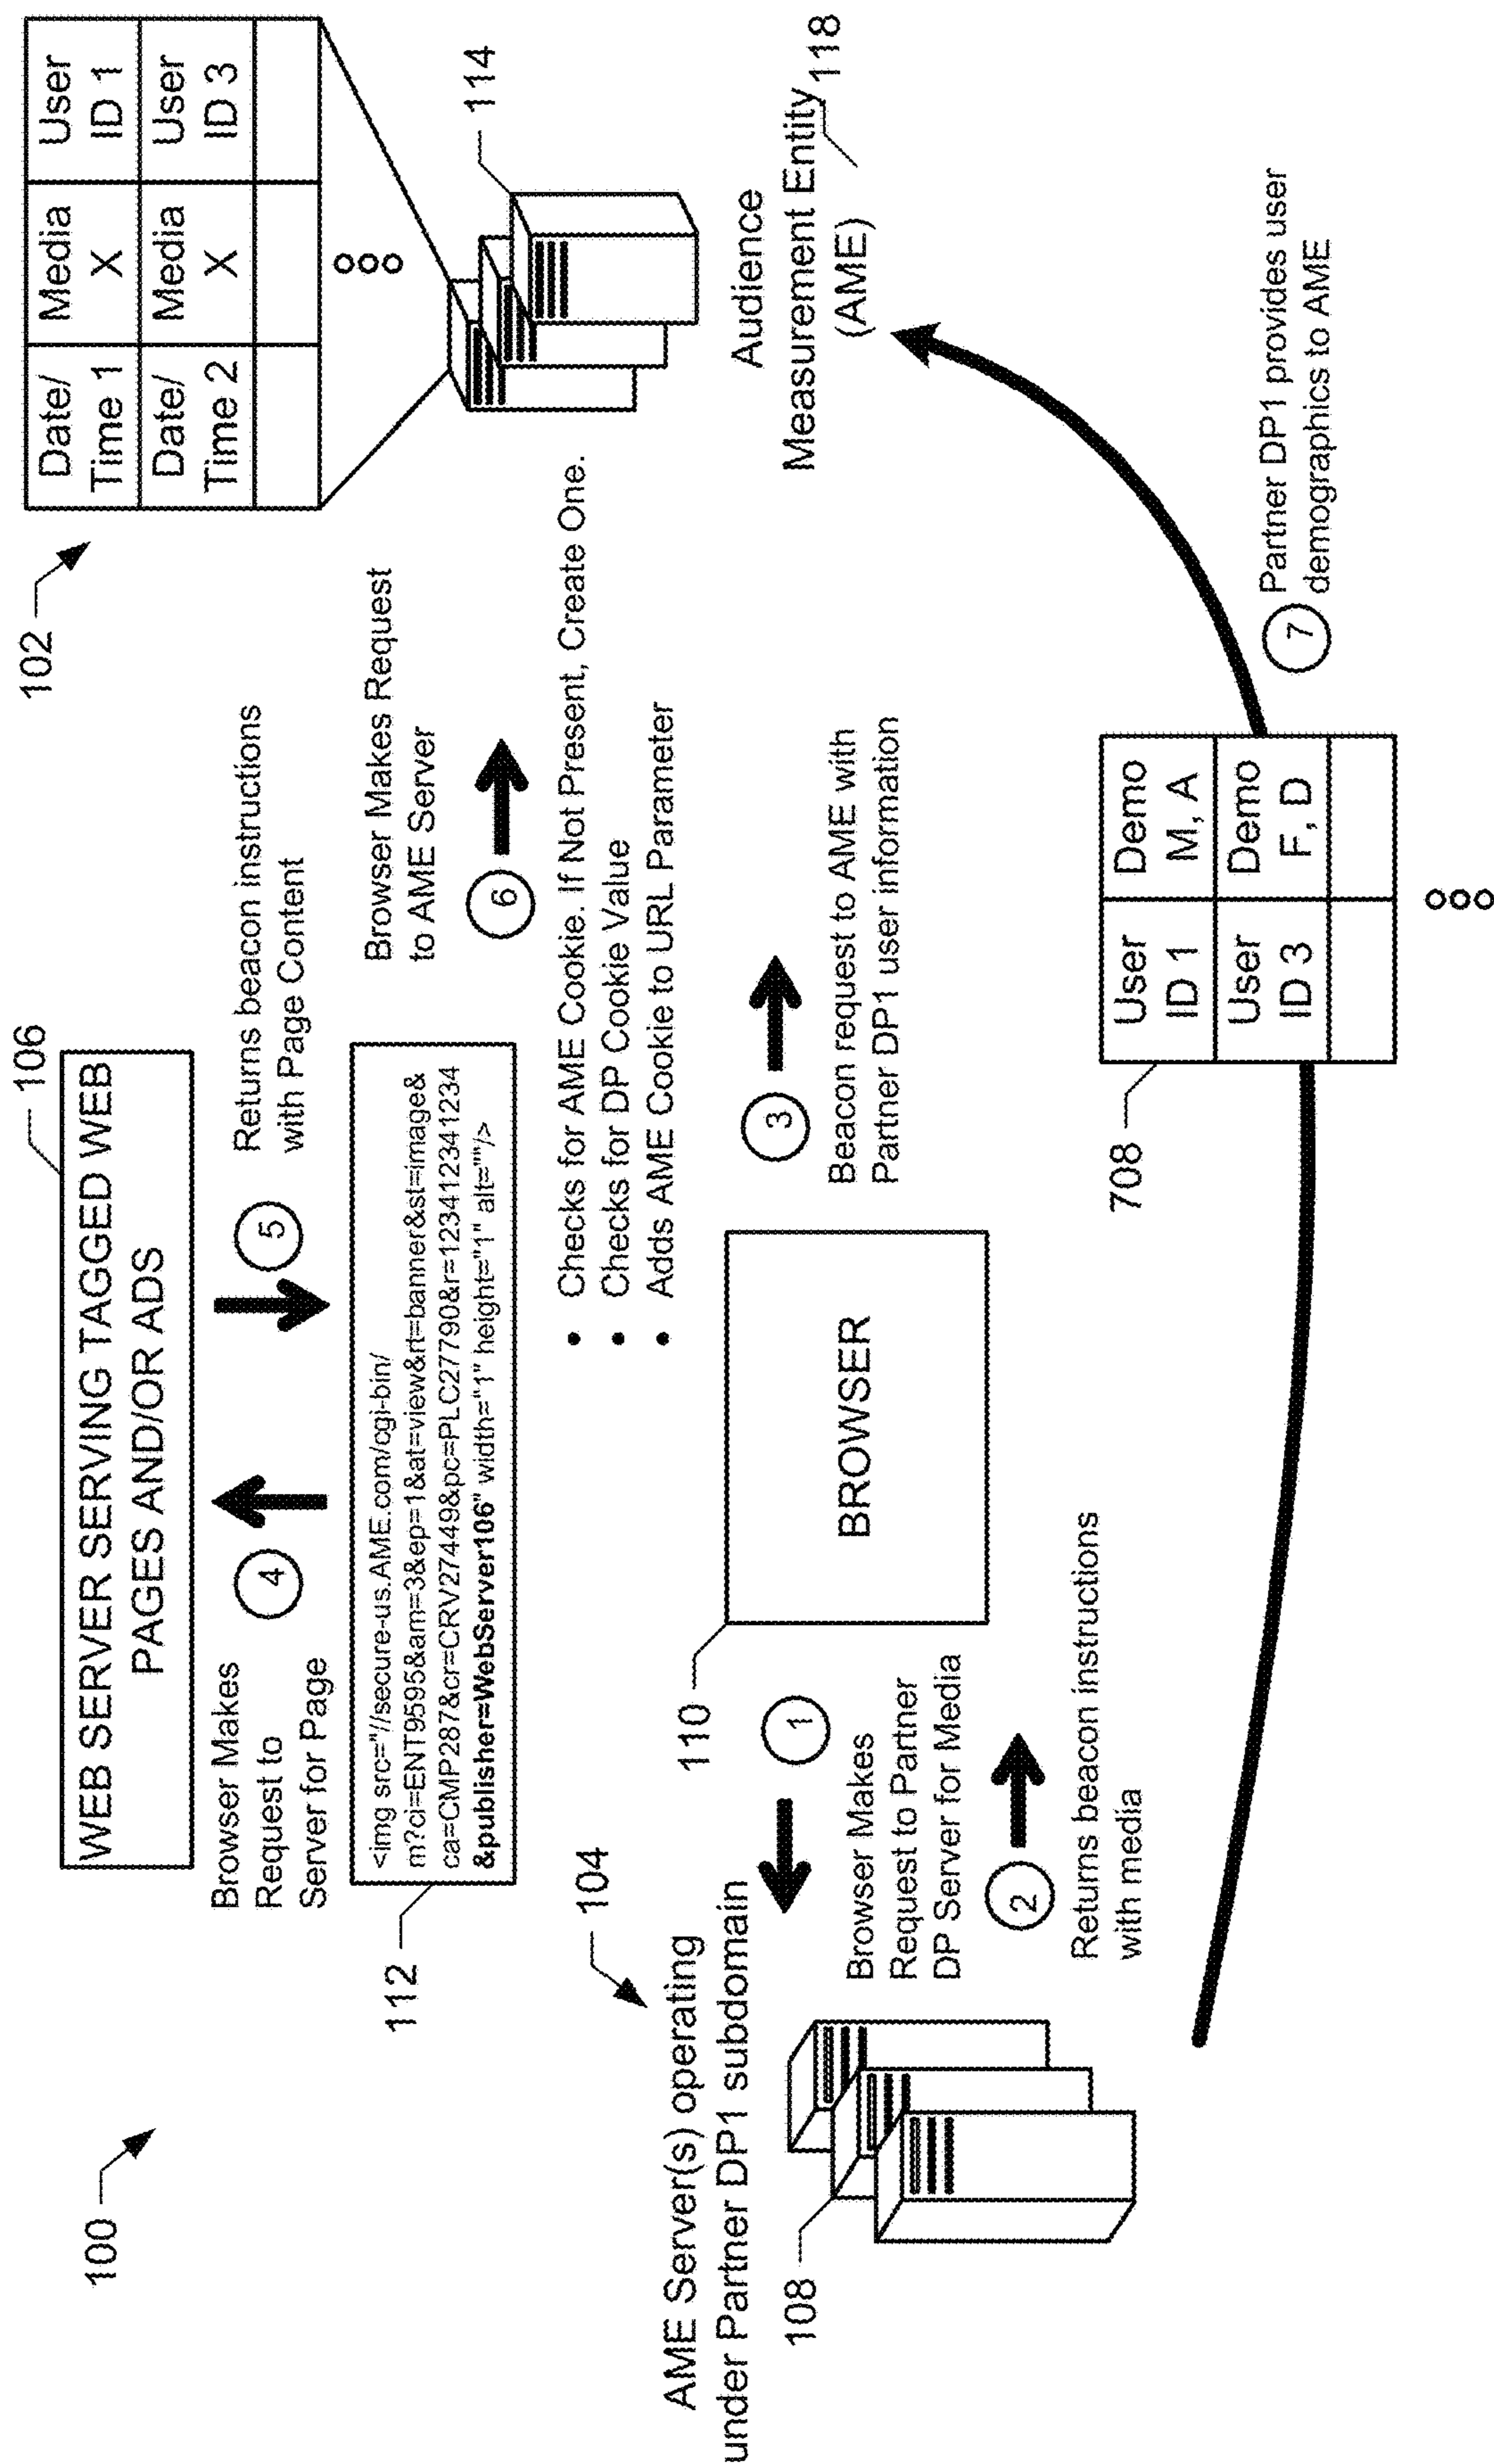 100
WEB SERVER SERVING TAGGED WEB
PAGES AND/OR ADS
106
Browser Makes
Request to
Server for Page
4
5
Returns beacon instructions
with Page Content
112
<img src="//secure-us.AME.com/cgi-bin/
m?ci=ENT9595&am=3&ep=1&at=view&rt=banner&st=image&
ca=CMP287&cr=CRV27449&pc=PLC27790&r=12341234123
&publisher=WebServer106" width="1" height="1" alt=""/>
Browser Makes Request
to AME Server
6
• Checks for AME Cookie. If Not Present, Create One.
• Checks for DP Cookie Value
• Adds AME Cookie to URL Parameter
102
Date/
Time 1
Media
X
User
ID 1
Date/
Time 2
Media
X
User
ID 3
114
Audience
Measurement Entity
(AME)
118
104
AME Server(s) operating
under Partner DP1 subdomain
108
110
BROWSER
1
Browser Makes
Request to Partner
DP Server for Media
2
Returns beacon instructions
with media
3
Beacon request to AME with
Partner DP1 user information
708
User
ID 1
Demo
M, A
User
ID 3
Demo
F, D
7
Partner DP1 provides user
demographics to AME